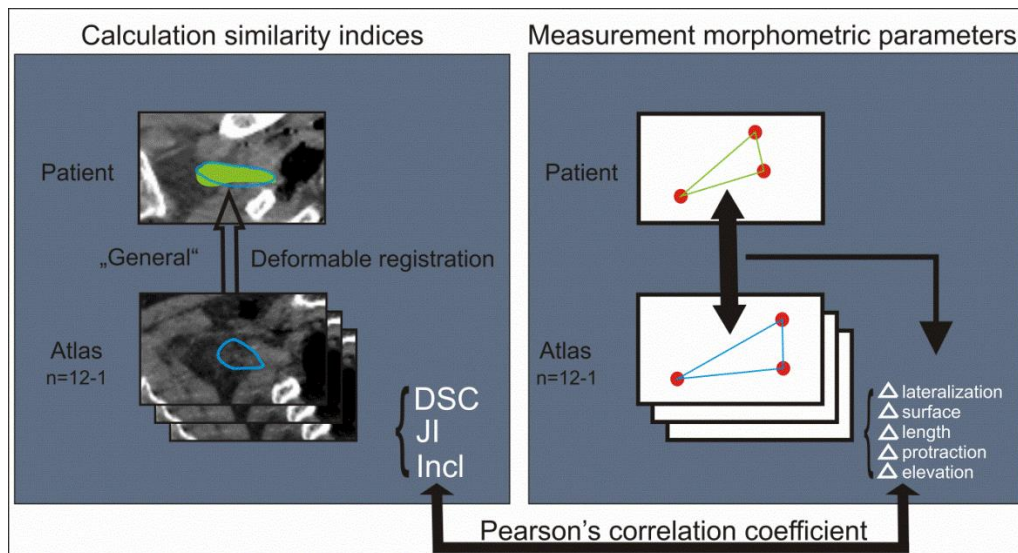 Calculation similarity indices
Patient
„General“ Deformable registration
Atlas
n=12-1
DSC
JI
Incl
Measurement morphometric parameters
Patient
Atlas
n=12-1
△ lateralization
△ surface
△ length
△ protraction
△ elevation
Pearson's correlation coefficient